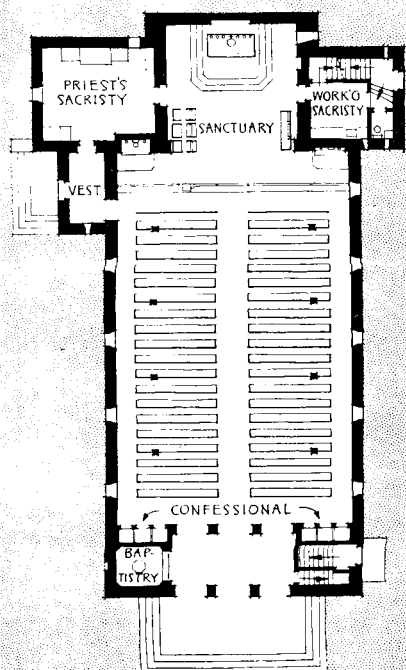 PRIEST'S
SACRISTY
SANCTUARY
WORK'G
SACRISTY
VEST.
CONFESSIONAL
BAP-
TISTRY